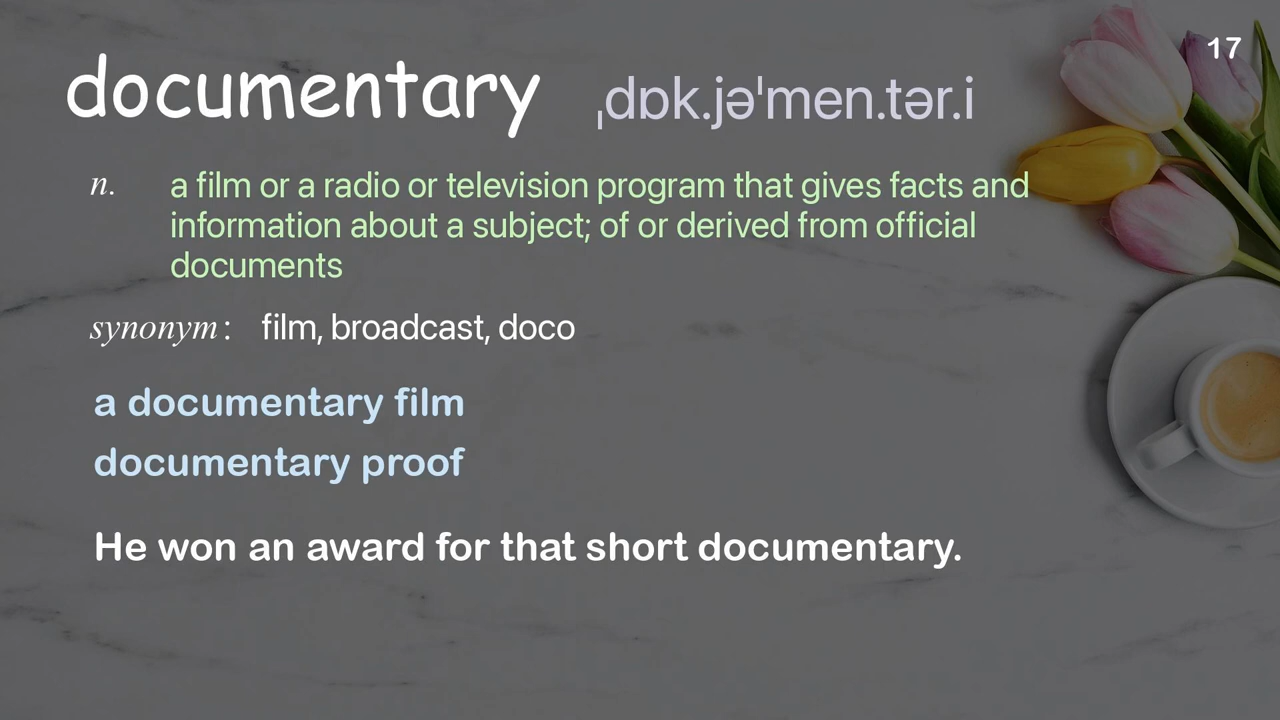 17
documentary ˌdɒk.jəˈmen.tər.i
n. a film or a radio or television program that gives facts and
information about a subject; of or derived from official
documents
synonym: film, broadcast, doco
a documentary film
documentary proof
He won an award for that short documentary.